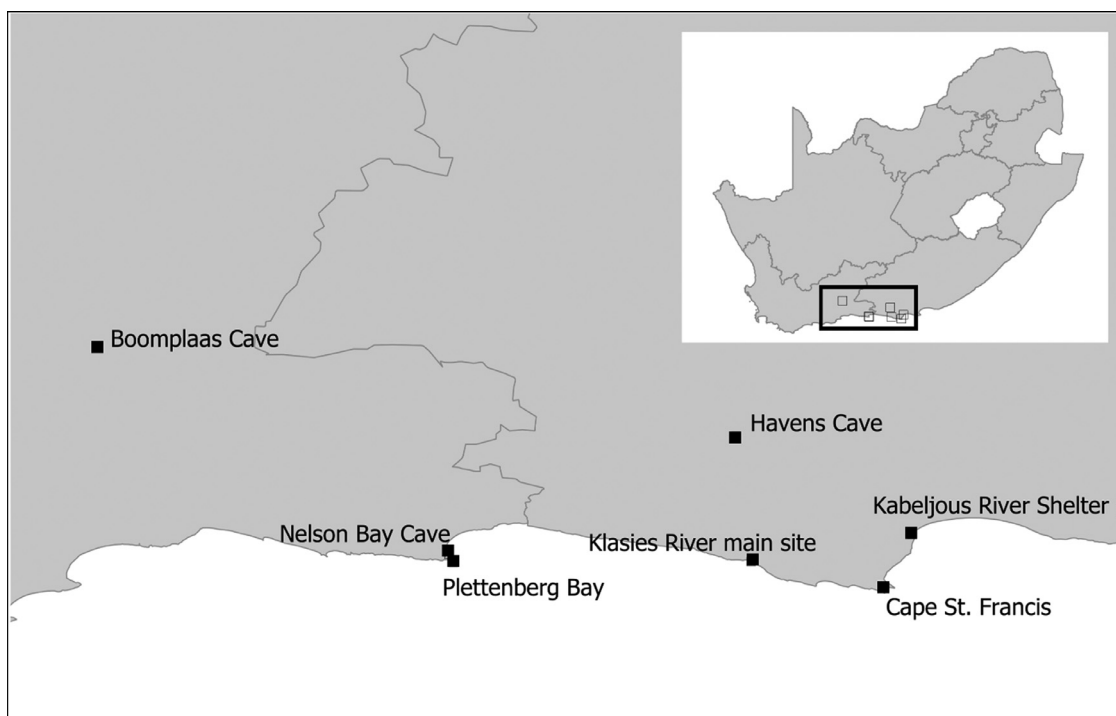 Boomplaas Cave
Havens Cave
Kabeljous River Shelter
Nelson Bay Cave
Klasies River main site
Plettenberg Bay
Cape St. Francis